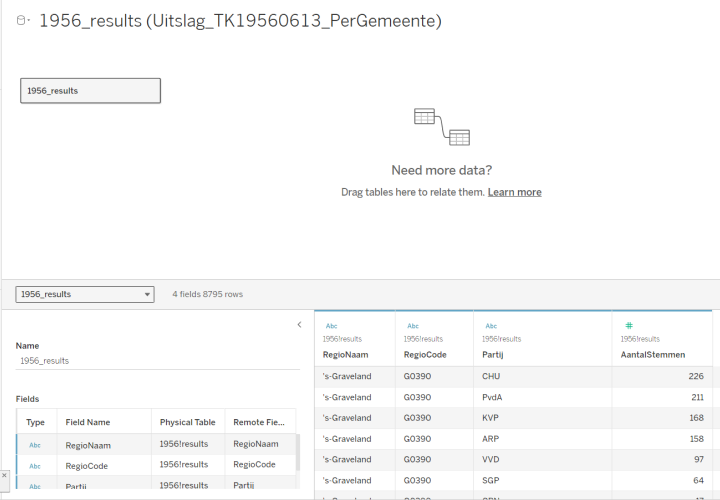 1956_results (Uitslag_TK19560613_PerGemeente)
1956_results
Need more data?
Drag tables here to relate them. Learn more
1956_results
4 fields 8795 rows
Name
1956_results
Fields
Type Field Name Physical Table Remote Fie...
Abc RegioNaam 1956!results RegioNaam
Abc RegioCode 1956!results RegioCode
Abc Partij 1956!results Partij
Abc Abc Abc #
1956!results 1956!results 1956!results 1956!results
RegioNaam RegioCode Partij AantalStemmen
's-Graveland G0390 CHU 226
's-Graveland G0390 PvdA 211
's-Graveland G0390 KVP 168
's-Graveland G0390 ARP 158
's-Graveland G0390 VVD 97
's-Graveland G0390 SGP 64